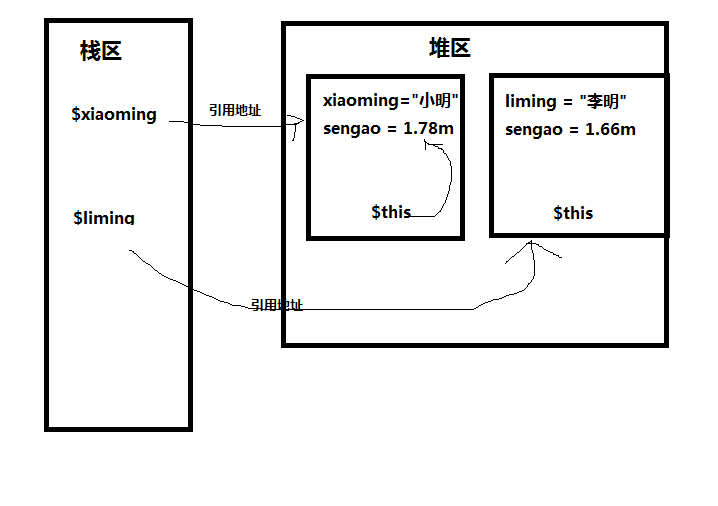 栈区
$xiaoming
$liming
引用地址
引用地址
堆区
xiaoming="小明"
sengao = 1.78m
$this
liming = "李明"
sengao = 1.66m
$this